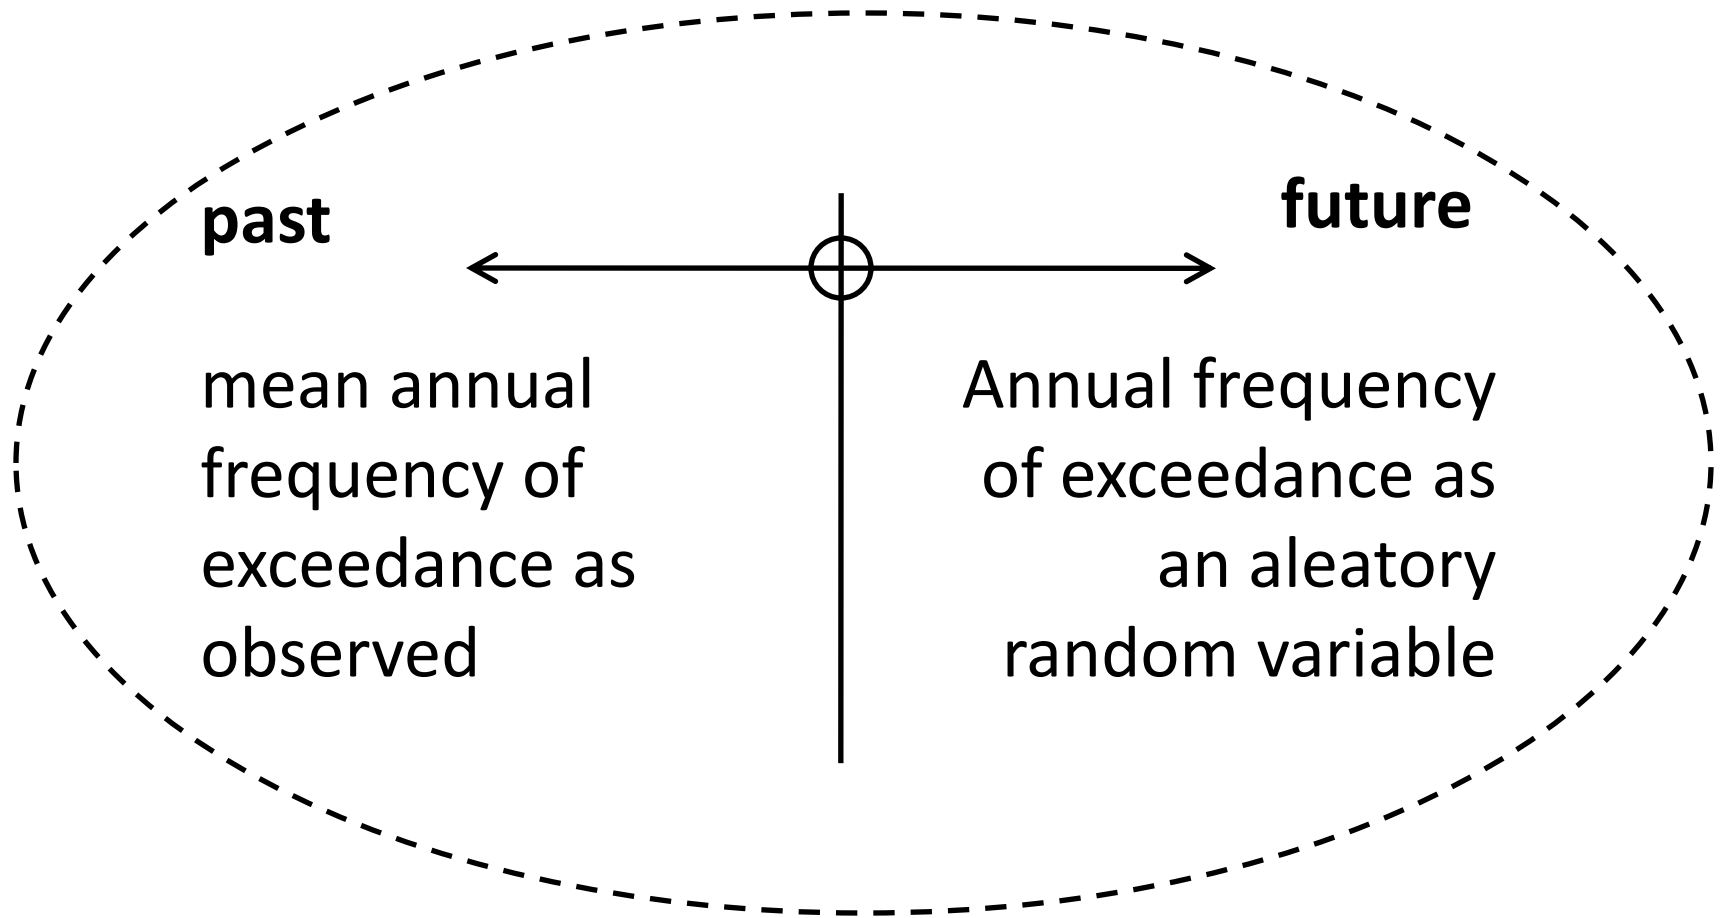 past
future
mean annual
frequency of
exceedance as
observed
Annual frequency
of exceedance as
an aleatory
random variable